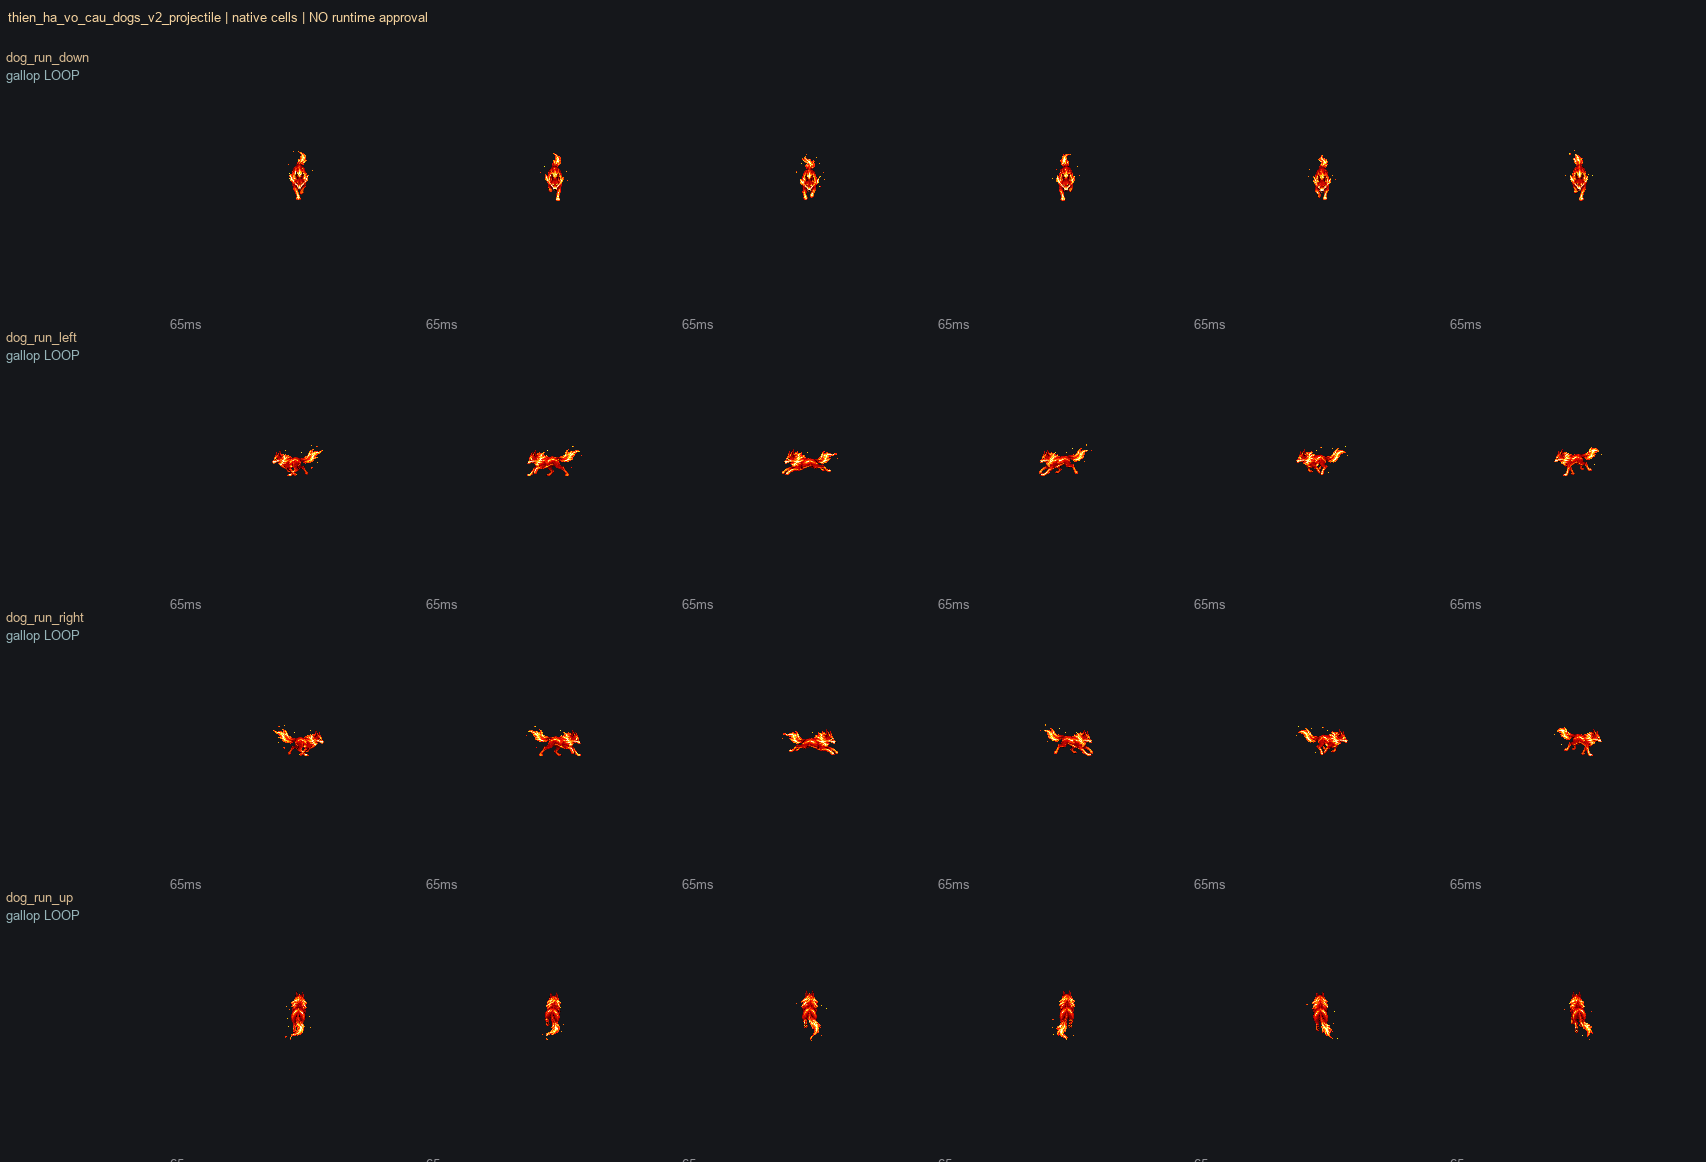 thien_ha_vo_cau_dogs_v2_projectile | native cells | NO runtime approval
dog_run_down
gallop LOOP
65ms 65ms 65ms 65ms 65ms 65ms
dog_run_left
gallop LOOP
65ms 65ms 65ms 65ms 65ms 65ms
dog_run_right
gallop LOOP
65ms 65ms 65ms 65ms 65ms 65ms
dog_run_up
gallop LOOP